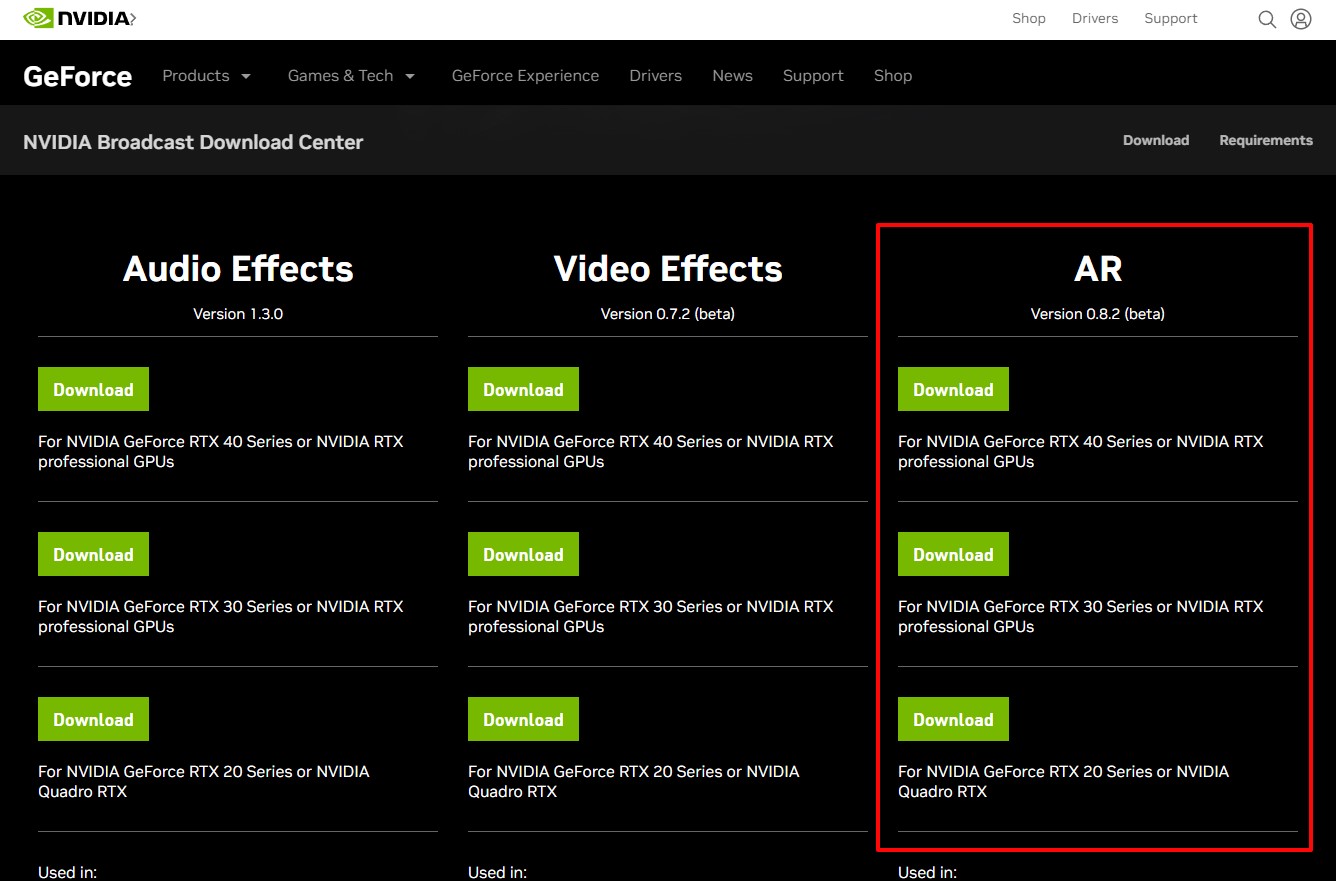 NVIDIA
Shop
Drivers
Support
GeForce
Products
Games & Tech
GeForce Experience
Drivers
News
Support
Shop
NVIDIA Broadcast Download Center
Download
Requirements
Audio Effects
Version 1.3.0
Download
For NVIDIA GeForce RTX 40 Series or NVIDIA RTX
professional GPUs
Download
For NVIDIA GeForce RTX 30 Series or NVIDIA RTX
professional GPUs
Download
For NVIDIA GeForce RTX 20 Series or NVIDIA
Quadro RTX
Used in:
Video Effects
Version 0.7.2 (beta)
Download
For NVIDIA GeForce RTX 40 Series or NVIDIA RTX
professional GPUs
Download
For NVIDIA GeForce RTX 30 Series or NVIDIA RTX
professional GPUs
Download
For NVIDIA GeForce RTX 20 Series or NVIDIA
Quadro RTX
Used in:
AR
Version 0.8.2 (beta)
Download
For NVIDIA GeForce RTX 40 Series or NVIDIA RTX
professional GPUs
Download
For NVIDIA GeForce RTX 30 Series or NVIDIA RTX
professional GPUs
Download
For NVIDIA GeForce RTX 20 Series or NVIDIA
Quadro RTX
Used in: